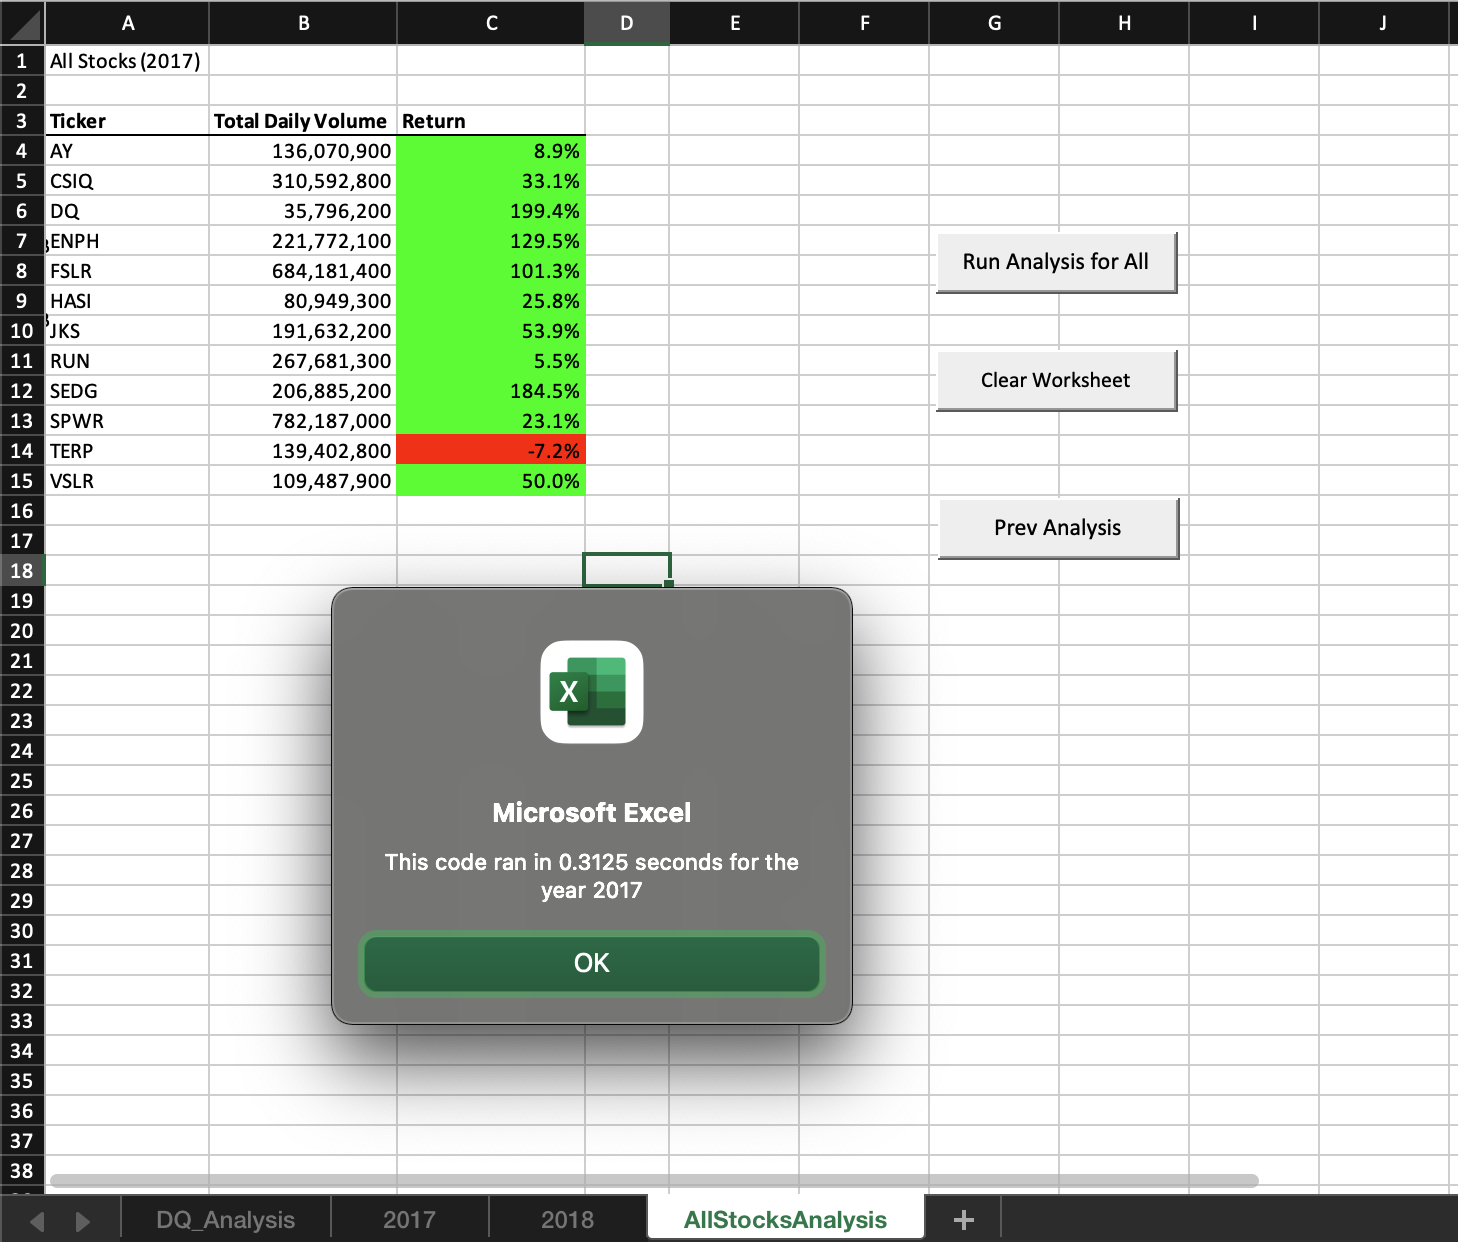 A B C D E F G H I J
1 All Stocks (2017)
2
3 Ticker Total Daily Volume Return
4 AY 136,070,900 8.9%
5 CSIQ 310,592,800 33.1%
6 DQ 35,796,200 199.4%
7 ENPH 221,772,100 129.5%
8 FSLR 684,181,400 101.3%
Run Analysis for All
9 HASI 80,949,300 25.8%
10 JKS 191,632,200 53.9%
11 RUN 267,681,300 5.5%
12 SEDG 206,885,200 184.5%
Clear Worksheet
13 SPWR 782,187,000 23.1%
14 TERP 139,402,800 -7.2%
15 VSLR 109,487,900 50.0%
16
17
Prev Analysis
18
19
20
21
22
23
24
25
26
27
28
29
30
31
32
33
34
35
36
37
38
X
Microsoft Excel
This code ran in 0.3125 seconds for the
year 2017
OK
DQ_Analysis 2017 2018 AllStocksAnalysis +